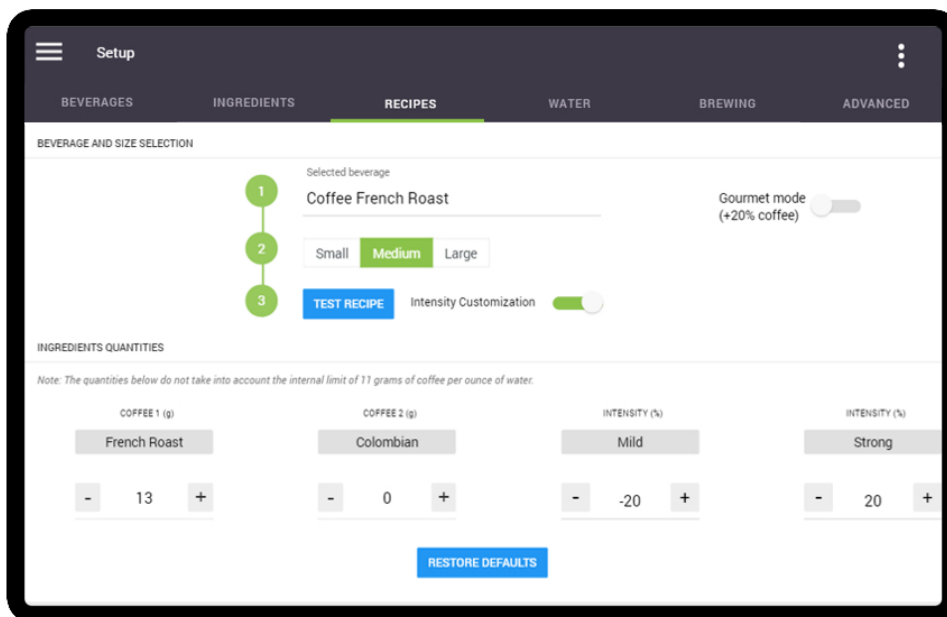 Setup
BEVERAGES INGREDIENTS RECIPES WATER BREWING ADVANCED
BEVERAGE AND SIZE SELECTION
Selected beverage
1 Coffee French Roast
Gourmet mode
(+20% coffee)
2 Small Medium Large
3 TEST RECIPE Intensity Customization
INGREDIENTS QUANTITIES
Note: The quantities below do not take into account the internal limit of 11 grams of coffee per ounce of water.
COFFEE 1 (g) COFFEE 2 (g) INTENSITY (%) INTENSITY (%)
French Roast Colombian Mild Strong
- 13 + - 0 + - -20 + - 20 +
RESTORE DEFAULTS